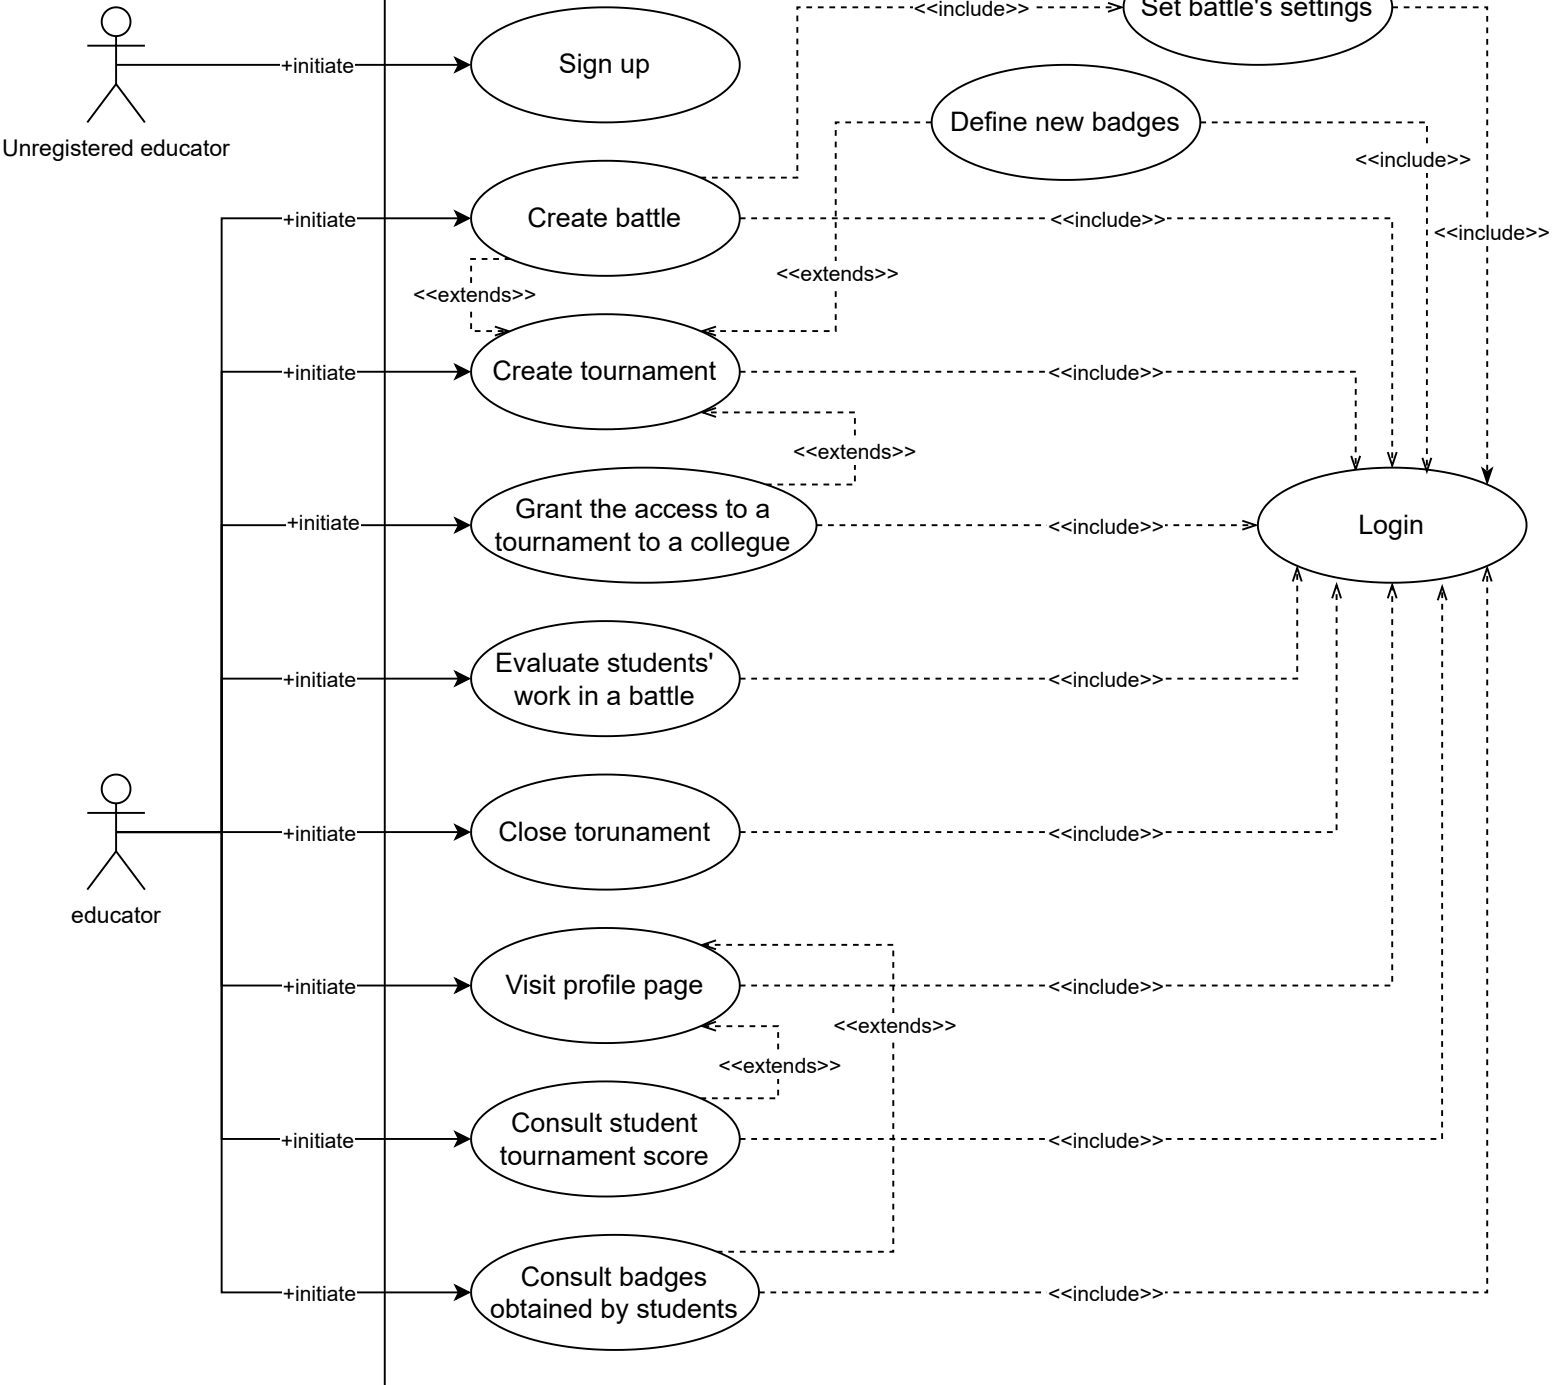 <<include>>
Set battle's settings
+initiate
Sign up
Unregistered educator
Define new badges
<<include>>
+initiate
Create battle
<<include>>
<<include>>
<<extends>>
<<extends>>
+initiate
Create tournament
<<include>>
<<extends>>
+initiate
Grant the access to a
tournament to a collegue
<<include>>
Login
+initiate
Evaluate students'
work in a battle
<<include>>
+initiate
Close torunament
<<include>>
educator
+initiate
Visit profile page
<<include>>
<<extends>>
<<extends>>
+initiate
Consult student
tournament score
<<include>>
+initiate
Consult badges
obtained by students
<<include>>